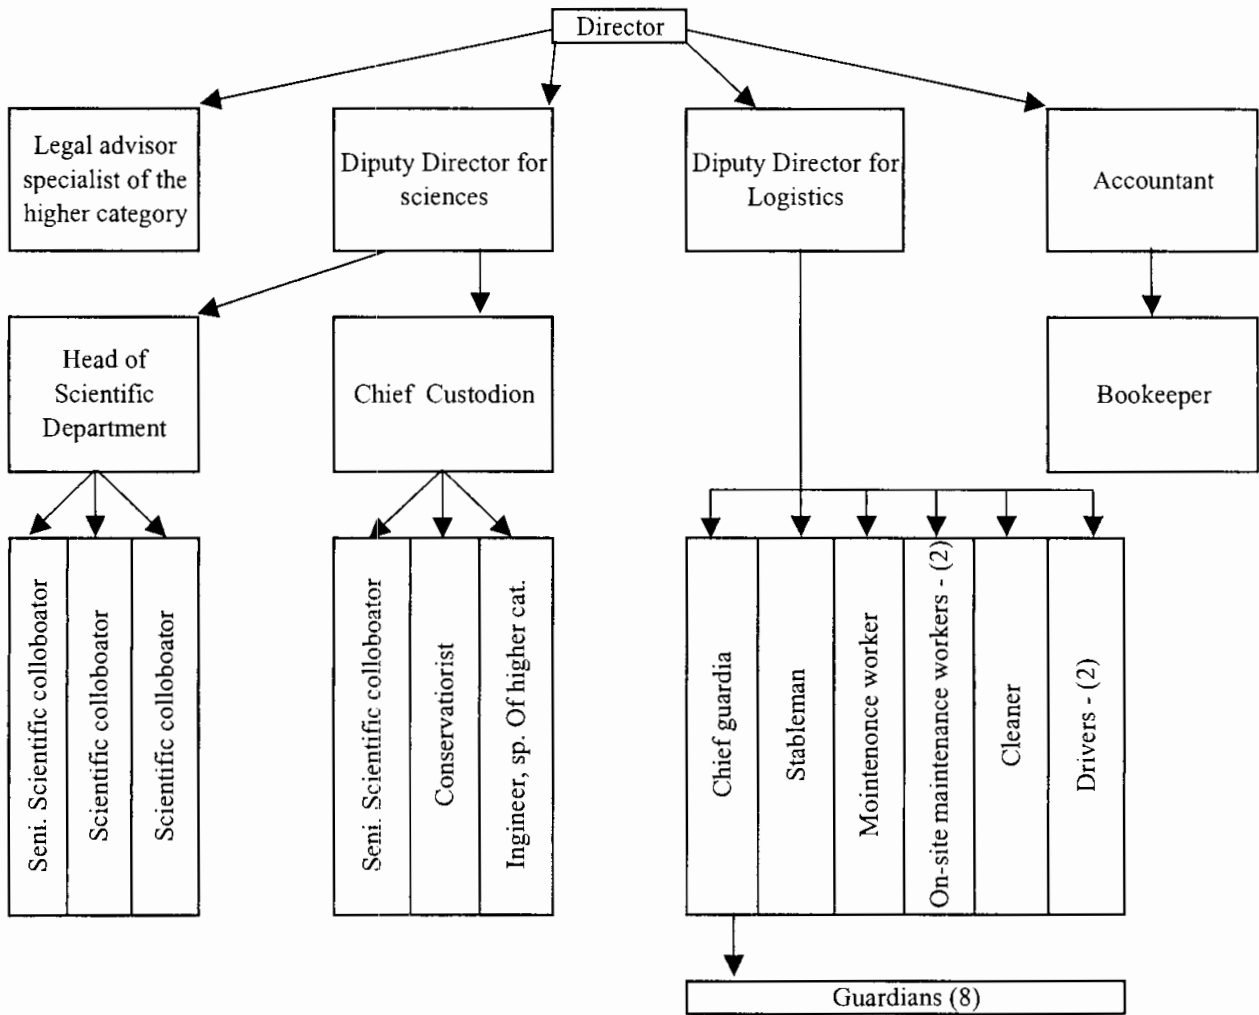 Director
Legal advisor
specialist of the
higher category
Diputy Director for
sciences
Diputy Director for
Logistics
Accountant
Head of
Scientific
Department
Chief Custodion
Bookeeper
Seni. Scientific colloboator
Scientific colloboator
Scientific colloboator
Seni. Scientific colloboator
Conservatiorist
Ingineer, sp. Of higher cat.
Chief guardia
Stableman
Mointenonce worker
On-site maintenance workers - (2)
Cleaner
Drivers - (2)
Guardians (8)